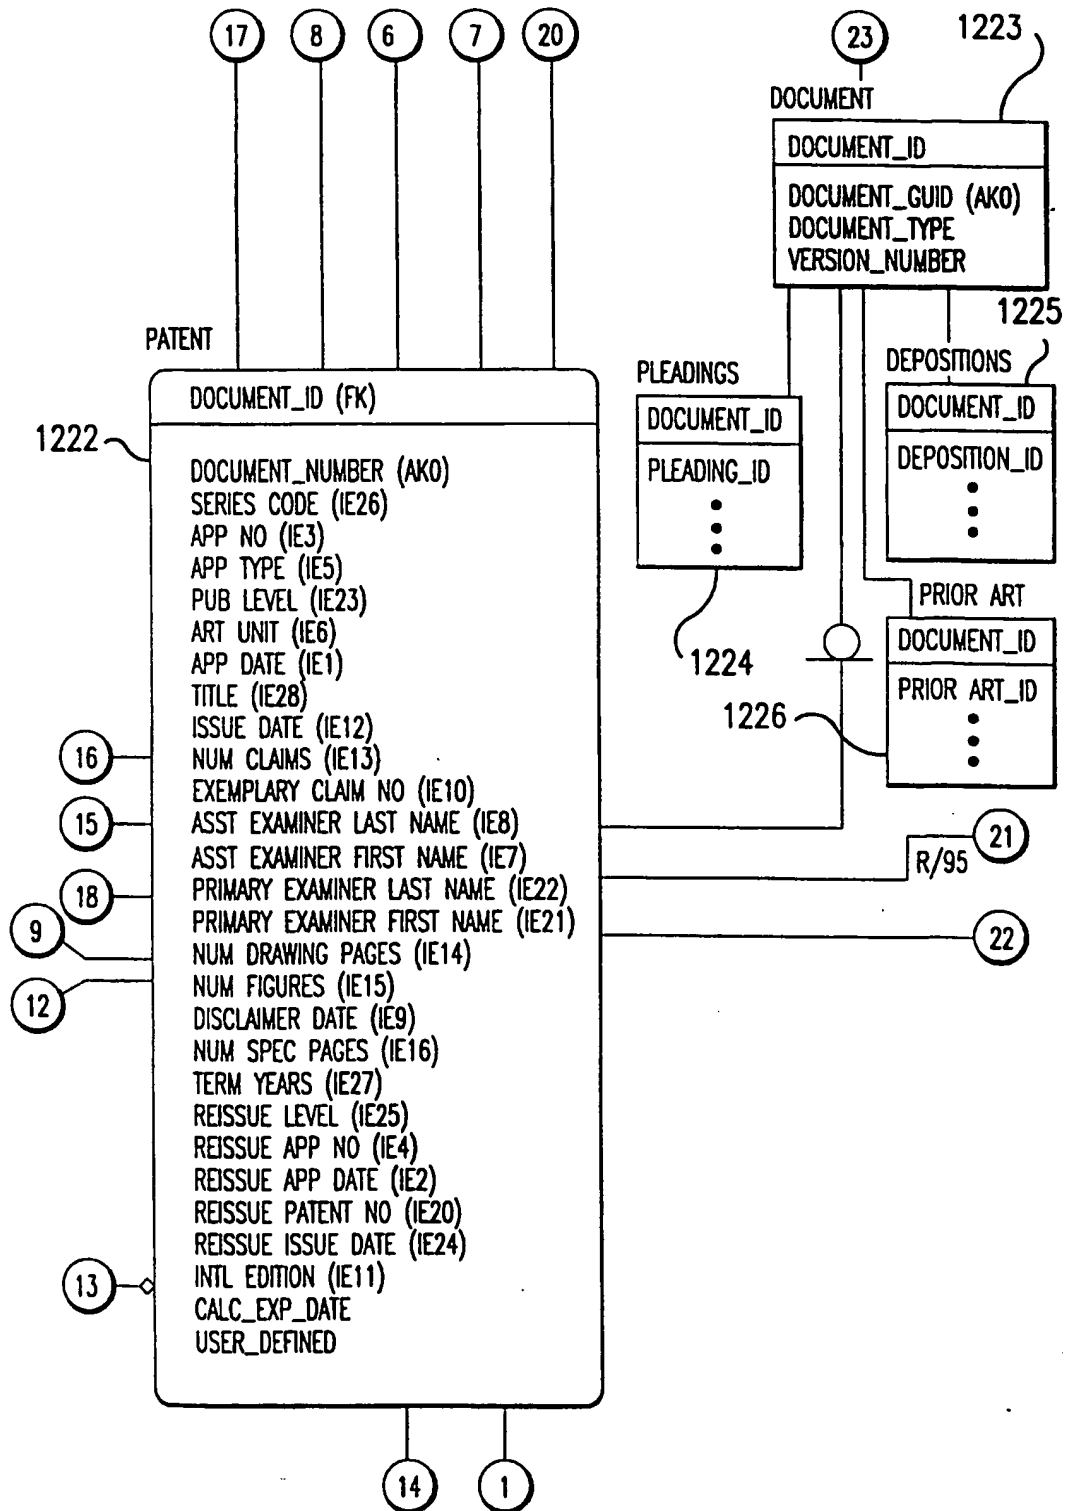 17 8 6 7 20 23 1223
DOCUMENT
DOCUMENT_ID
DOCUMENT_GUID (AK0)
DOCUMENT_TYPE
VERSION_NUMBER
1225
PATENT
DOCUMENT_ID (FK)
1222
DOCUMENT_NUMBER (AK0)
SERIES CODE (IE26)
APP NO (IE3)
APP TYPE (IE5)
PUB LEVEL (IE23)
ART UNIT (IE6)
APP DATE (IE1)
TITLE (IE28)
ISSUE DATE (IE12)
NUM CLAIMS (IE13)
EXEMPLARY CLAIM NO (IE10)
ASST EXAMINER LAST NAME (IE8)
ASST EXAMINER FIRST NAME (IE7)
PRIMARY EXAMINER LAST NAME (IE22)
PRIMARY EXAMINER FIRST NAME (IE21)
NUM DRAWING PAGES (IE14)
NUM FIGURES (IE15)
DISCLAIMER DATE (IE9)
NUM SPEC PAGES (IE16)
TERM YEARS (IE27)
REISSUE LEVEL (IE25)
REISSUE APP NO (IE4)
REISSUE APP DATE (IE2)
REISSUE PATENT NO (IE20)
REISSUE ISSUE DATE (IE24)
INTL EDITION (IE11)
CALC_EXP_DATE
USER_DEFINED
PLEADINGS
DOCUMENT_ID
PLEADING_ID
1224
DEPOSITIONS
DOCUMENT_ID
DEPOSITION_ID
PRIOR ART
DOCUMENT_ID
PRIOR ART_ID
1226
16
15
18
9
12
13
21
R/95
22
14 1